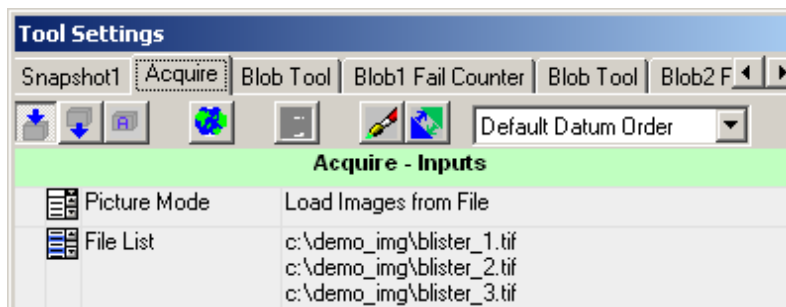 Tool Settings
Snapshot1 Acquire Blob Tool Blob1 Fail Counter Blob Tool Blob2 F
A Default Datum Order
Acquire - Inputs
Picture Mode Load Images from File
File List c:\demo_img\blister_1.tif
c:\demo_img\blister_2.tif
c:\demo_img\blister_3.tif